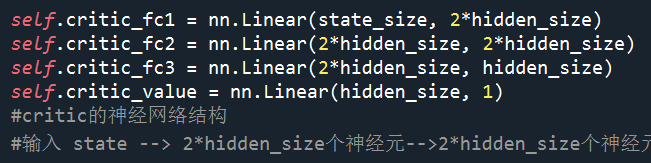 self.critic_fc1 = nn.Linear(state_size, 2*hidden_size)
self.critic_fc2 = nn.Linear(2*hidden_size, 2*hidden_size)
self.critic_fc3 = nn.Linear(2*hidden_size, hidden_size)
self.critic_value = nn.Linear(hidden_size, 1)
#critic的神经网络结构
#输入 state --> 2*hidden_size个神经元-->2*hidden_size个神经元